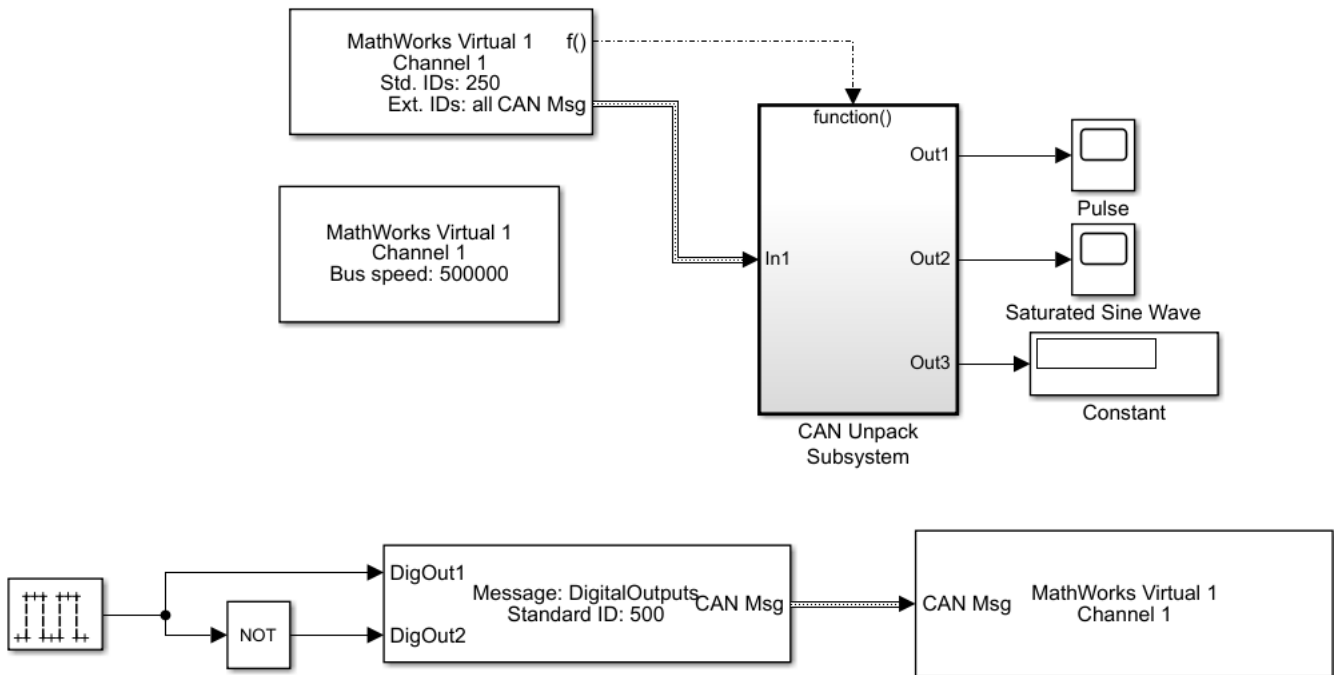 MathWorks Virtual 1
f()
Channel 1
Std. IDs: 250
Ext. IDs: all CAN Msg
function()
Out1
Pulse
MathWorks Virtual 1
Channel 1
Bus speed: 500000
In1
Out2
Saturated Sine Wave
Out3
Constant
CAN Unpack
Subsystem
DigOut1
DigOut2
Message: DigitalOutputs
Standard ID: 500
CAN Msg
NOT
CAN Msg
MathWorks Virtual 1
Channel 1